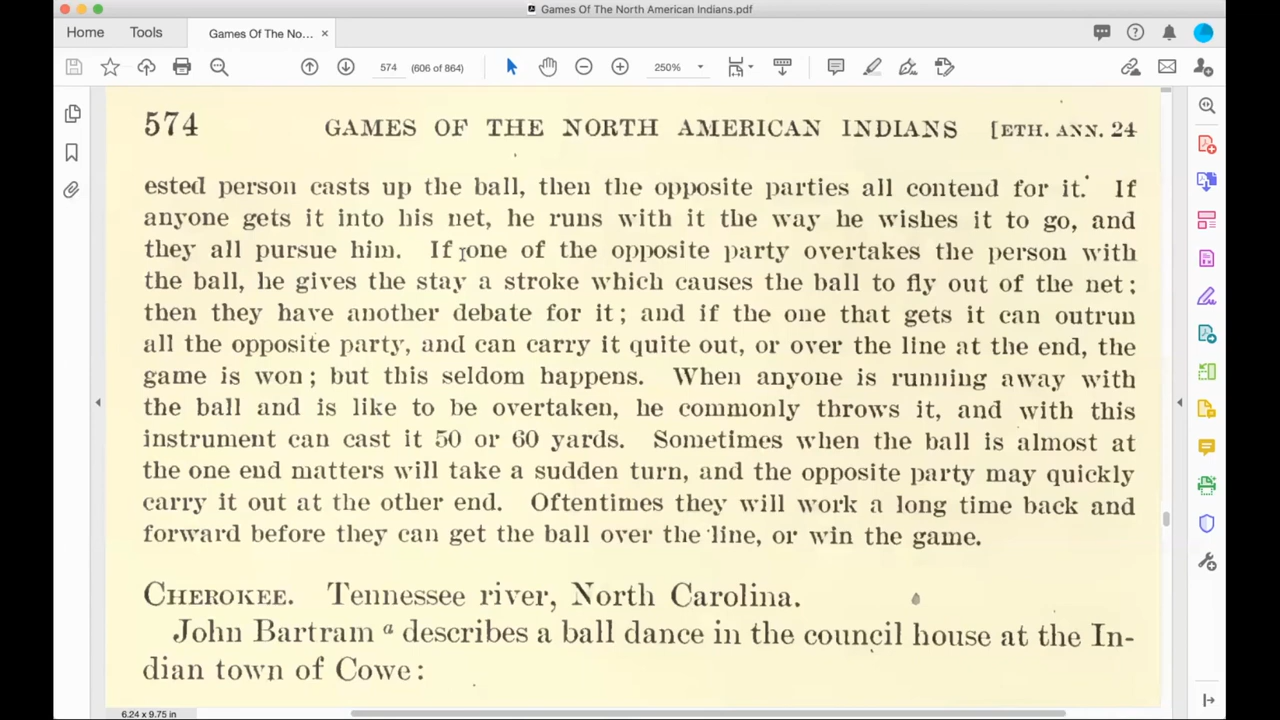 Games Of The North American Indians.pdf
Home Tools Games Of The No... ×
574 (606 of 864) 250%
574 GAMES OF THE NORTH AMERICAN INDIANS [ETH. ANN. 24
ested person casts up the ball, then the opposite parties all contend for it. If
anyone gets it into his net, he runs with it the way he wishes it to go, and
they all pursue him. If one of the opposite party overtakes the person with
the ball, he gives the stay a stroke which causes the ball to fly out of the net;
then they have another debate for it; and if the one that gets it can outrun
all the opposite party, and can carry it quite out, or over the line at the end, the
game is won; but this seldom happens. When anyone is running away with
the ball and is like to be overtaken, he commonly throws it, and with this
instrument can cast it 50 or 60 yards. Sometimes when the ball is almost at
the one end matters will take a sudden turn, and the opposite party may quickly
carry it out at the other end. Oftentimes they will work a long time back and
forward before they can get the ball over the line, or win the game.
CHEROKEE. Tennessee river, North Carolina.
John Bartram a describes a ball dance in the council house at the In-
dian town of Cowe:
6.24 x 9.75 in